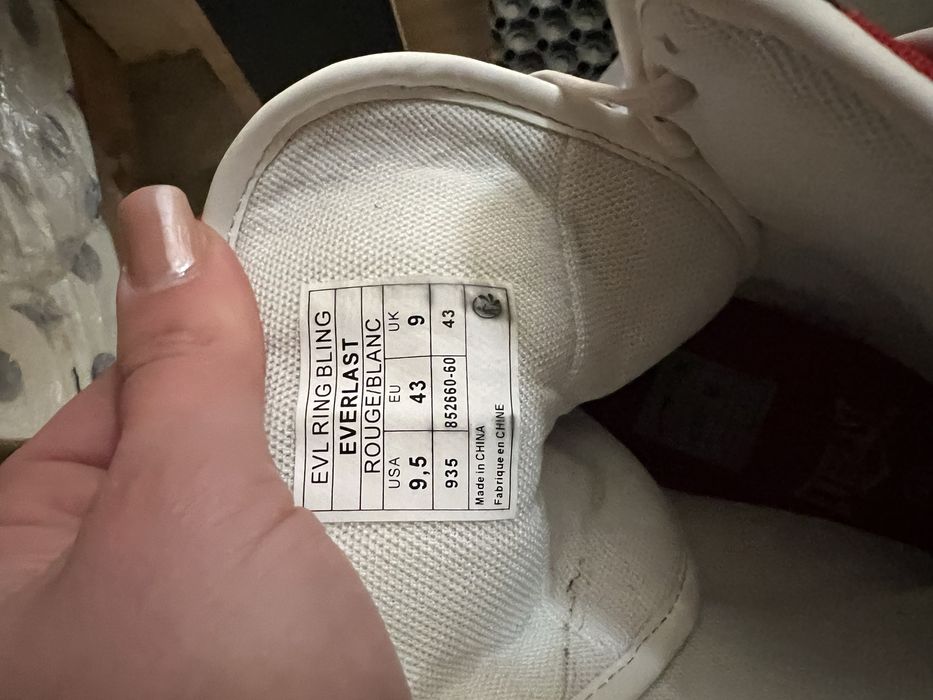 EVL RING BLING
EVERLAST
ROUGE/BLANC
USA EU UK
9,5 43 9
935 852660-60 43
Made in CHINA
Fabrique en CHINE